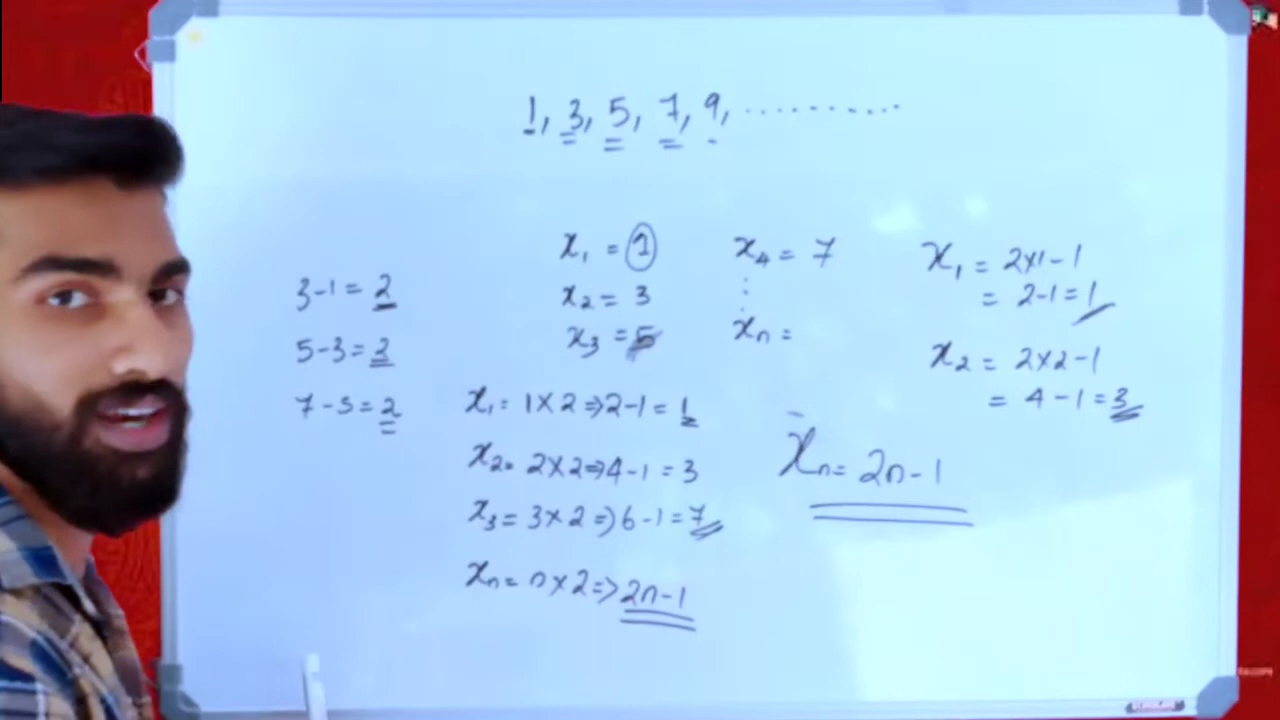 1, 3, 5, 7, 9, ..........
3-1 = 2
5-3 = 2
7-5 = 2
x₁ = 1
x₂ = 3
x₃ = 5
x₄ = 7
:
xₙ =
x₁ = 2×1-1
= 2-1 = 1
x₂ = 2×2-1
= 4-1 = 3
x₁ = 1×2 ⇒ 2-1 = 1
x₂ = 2×2 ⇒ 4-1 = 3
x₃ = 3×2 ⇒ 6-1 = 7
xₙ = n×2 ⇒ 2n-1
xₙ = 2n-1